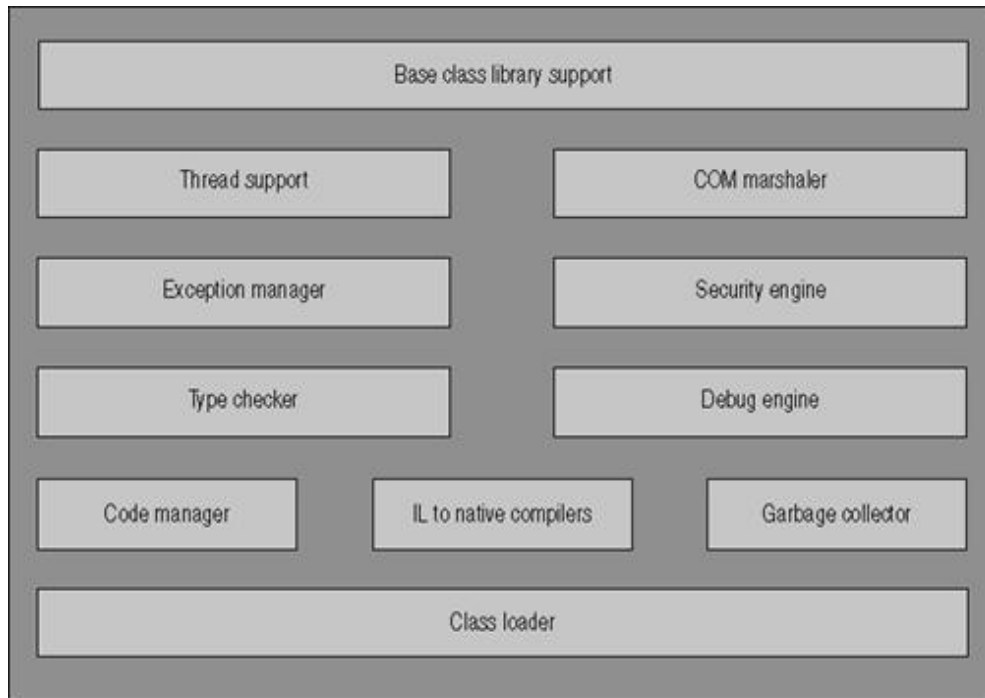 Base class library support
Thread support
COM marshaler
Exception manager
Security engine
Type checker
Debug engine
Code manager
IL to native compilers
Garbage collector
Class loader